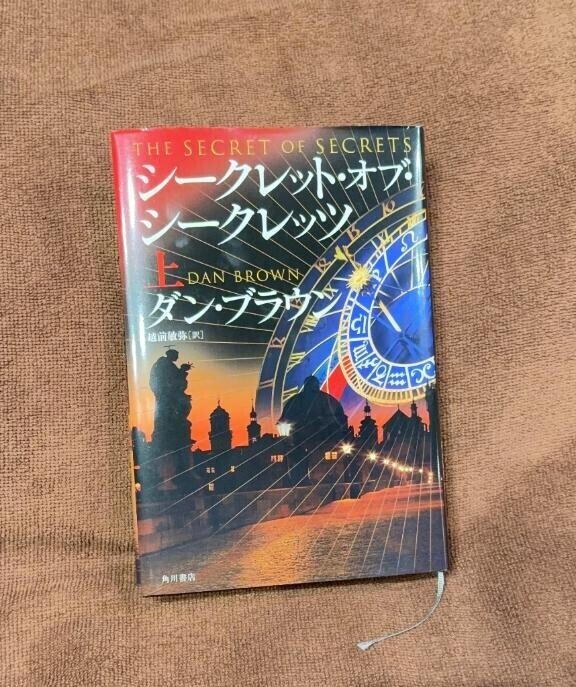 THE SECRET OF SECRETS
シークレット・オブ・
シークレッツ
上
DAN BROWN
ダン・ブラウン
越前敏弥[訳]
角川書店